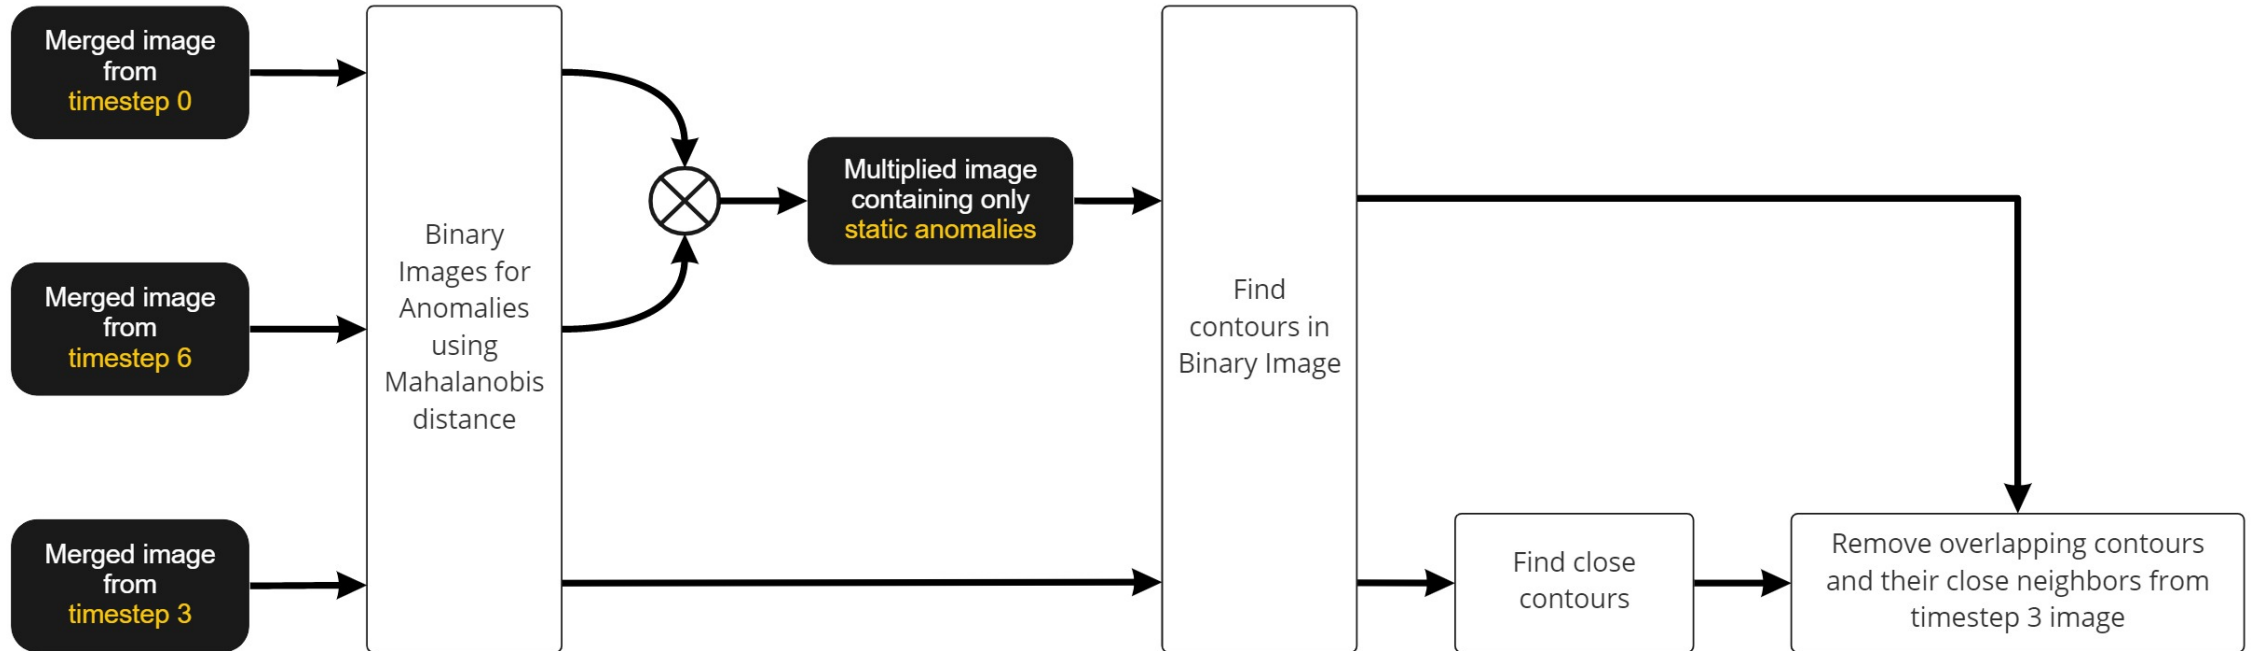 Merged image
from
timestep 0
Merged image
from
timestep 6
Merged image
from
timestep 3
Binary
Images for
Anomalies
using
Mahalanobis
distance
Multiplied image
containing only
static anomalies
Find
contours in
Binary Image
Find close
contours
Remove overlapping contours
and their close neighbors from
timestep 3 image